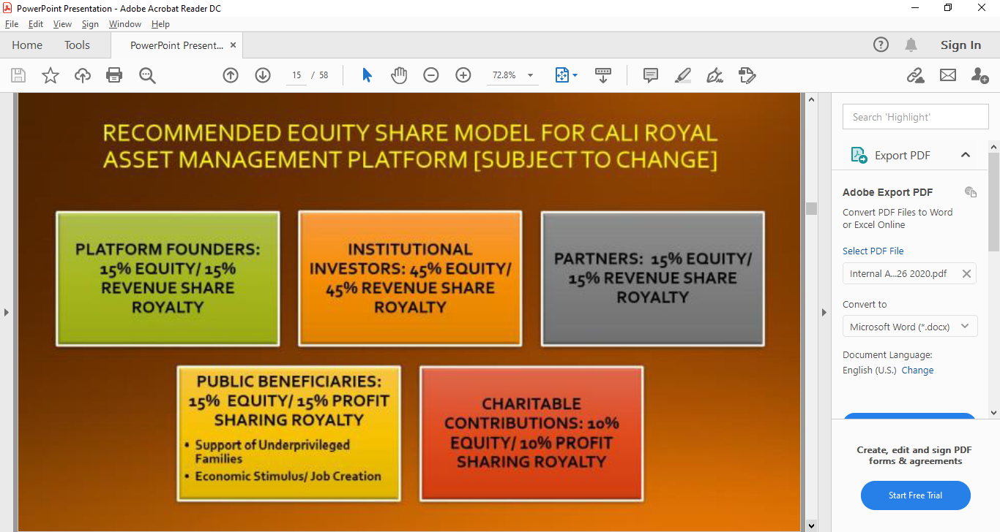 PowerPoint Presentation - Adobe Acrobat Reader DC
File Edit View Sign Window Help
Home Tools PowerPoint Present... × Sign In
15 / 58 72.8%
RECOMMENDED EQUITY SHARE MODEL FOR CALI ROYAL
ASSET MANAGEMENT PLATFORM [SUBJECT TO CHANGE]
PLATFORM FOUNDERS:
15% EQUITY/ 15%
REVENUE SHARE
ROYALTY
INSTITUTIONAL
INVESTORS: 45% EQUITY/
45% REVENUE SHARE
ROYALTY
PARTNERS: 15% EQUITY/
15% REVENUE SHARE
ROYALTY
PUBLIC BENEFICIARIES:
15% EQUITY/ 15% PROFIT
SHARING ROYALTY
• Support of Underprivileged
Families
• Economic Stimulus/ Job Creation
CHARITABLE
CONTRIBUTIONS: 10%
EQUITY/ 10% PROFIT
SHARING ROYALTY
Search 'Highlight'
Export PDF
Adobe Export PDF
Convert PDF Files to Word
or Excel Online
Select PDF File
Internal A...26 2020.pdf
Convert to
Microsoft Word (*.docx)
Document Language:
English (U.S.) Change
Create, edit and sign PDF
forms & agreements
Start Free Trial